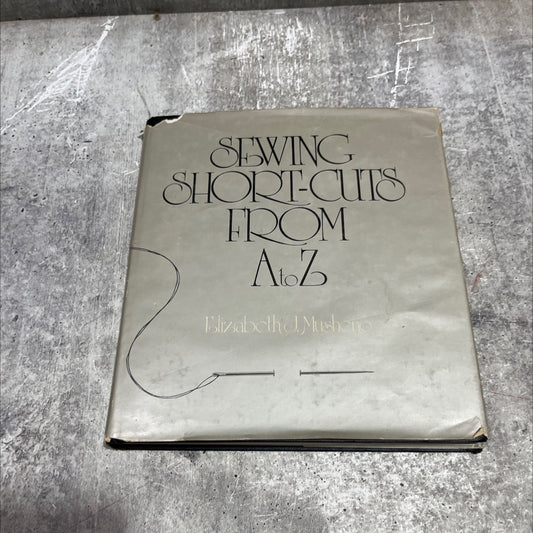 SEWING
SHORT-CUTS
FROM
A to Z
Elizabeth J. Musheno